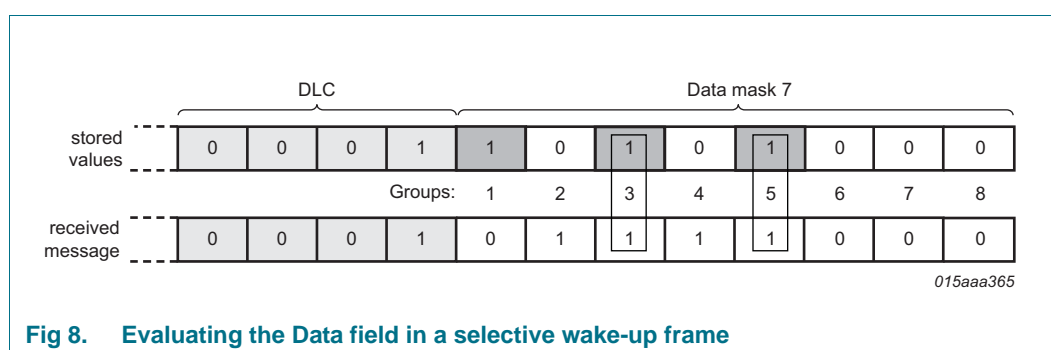 DLC Data mask 7
stored values 0 0 0 1 1 0 1 0 1 0 0 0
Groups: 1 2 3 4 5 6 7 8
received message 0 0 0 1 0 1 1 1 1 0 0 0
015aaa365
Fig 8. Evaluating the Data field in a selective wake-up frame